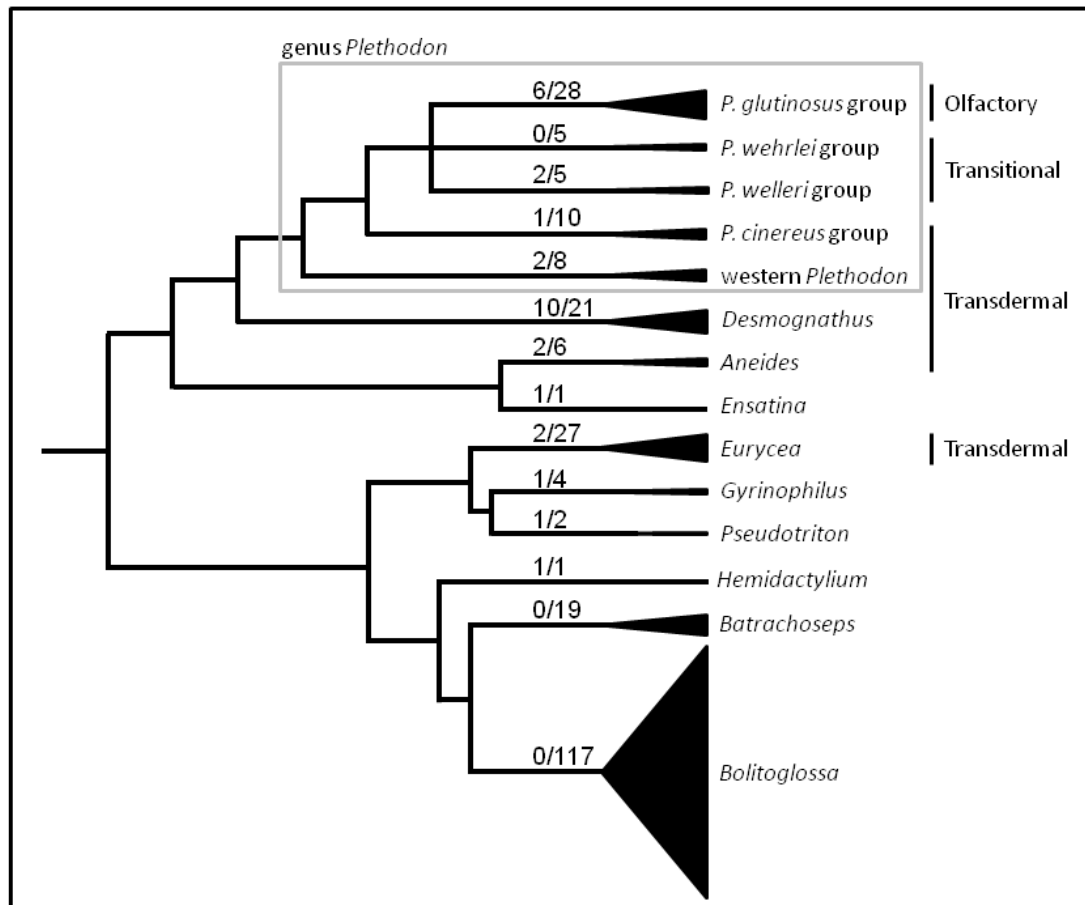 genus Plethodon
6/28 P. glutinosus group Olfactory
0/5 P. wehrlei group
Transitional
2/5 P. welleri group
1/10 P. cinereus group
2/8 western Plethodon
Transdermal
10/21 Desmognathus
2/6 Aneides
1/1 Ensatina
2/27 Eurycea Transdermal
1/4 Gyrinophilus
1/2 Pseudotriton
1/1 Hemidactylium
0/19 Batrachoseps
0/117 Bolitoglossa